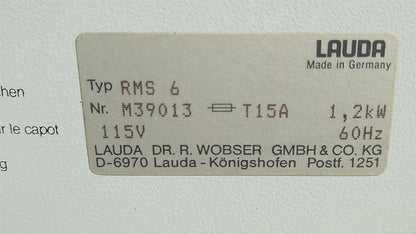 LAUDA
Made in Germany
Typ RMS 6
Nr. M39013 T15A 1,2kW
115V 60Hz
LAUDA DR. R. WOBSER GMBH & CO. KG
D-6970 Lauda - Königshofen Postf. 1251
chen
r le capot
g